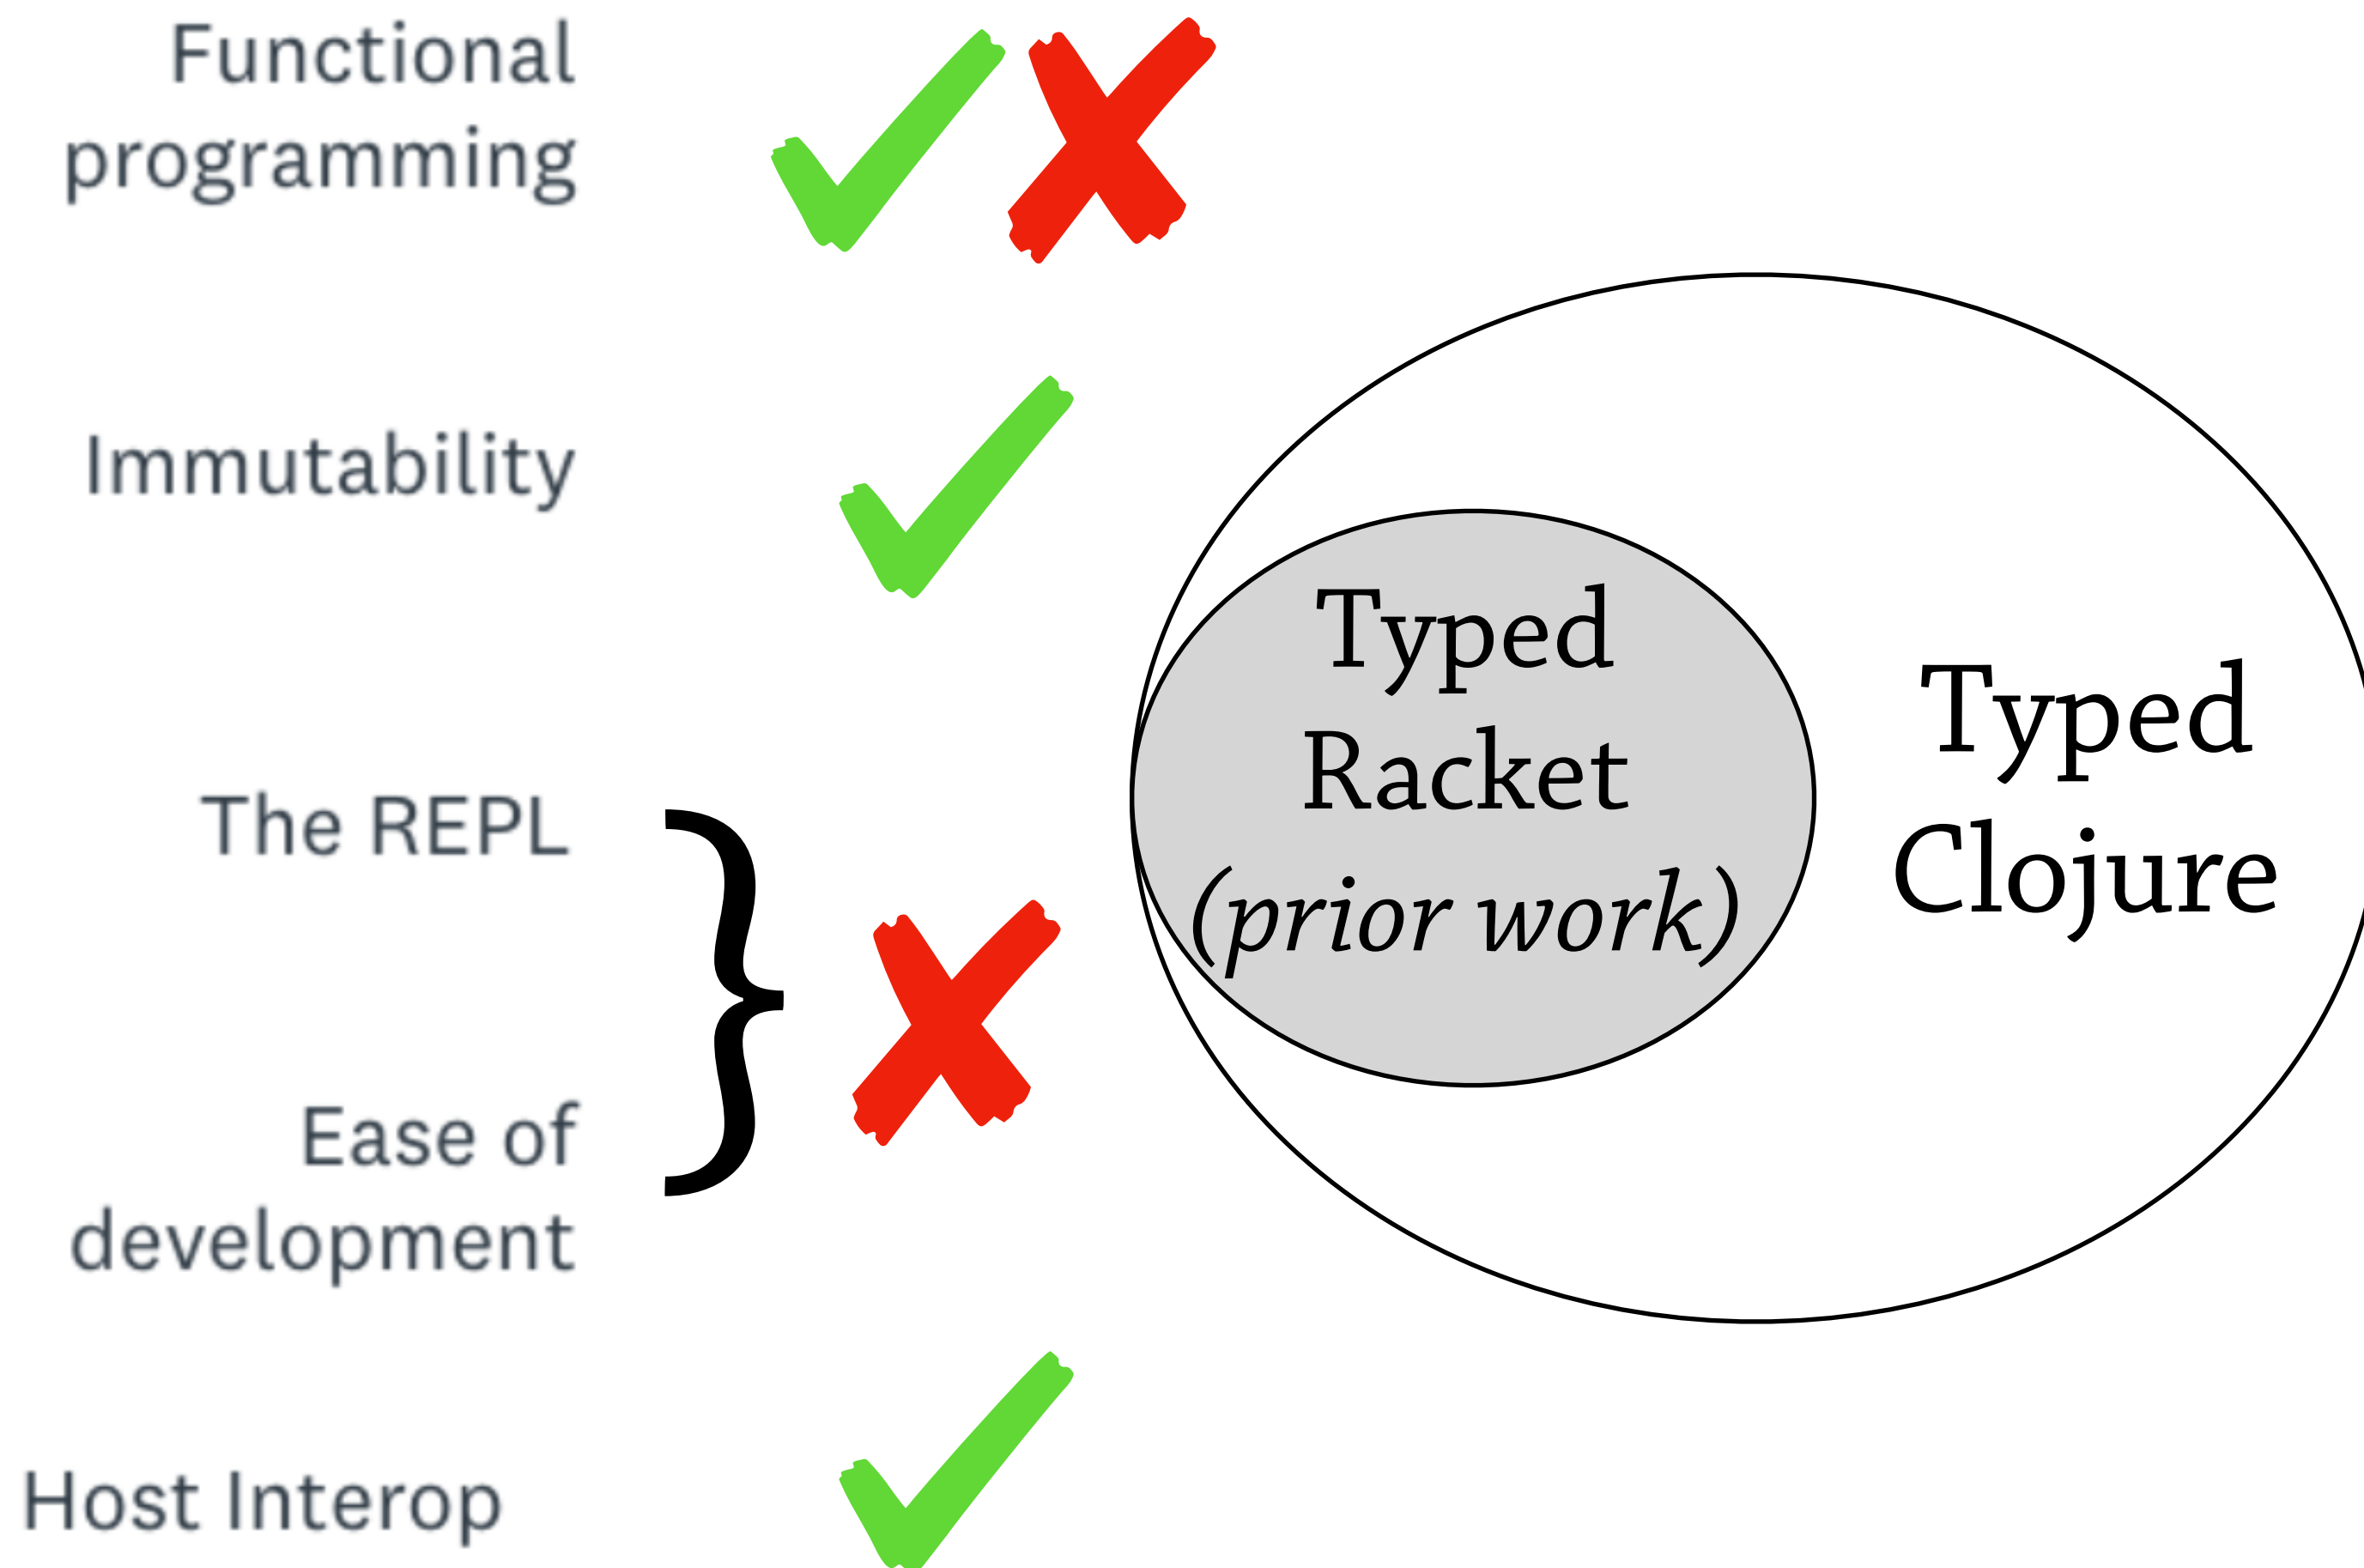 Functional
programming
Immutability
The REPL
Ease of
development
Host Interop
Typed
Racket
(prior work)
Typed
Clojure